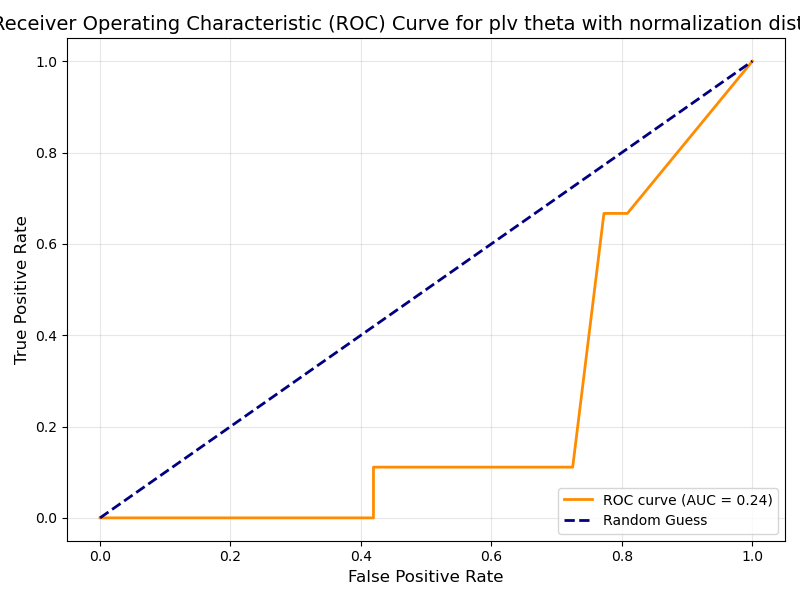 Receiver Operating Characteristic (ROC) Curve for plv theta with normalization dist
1.0
0.8
0.6
0.4
0.2
0.0
True Positive Rate
ROC curve (AUC = 0.24)
Random Guess
0.0 0.2 0.4 0.6 0.8 1.0
False Positive Rate